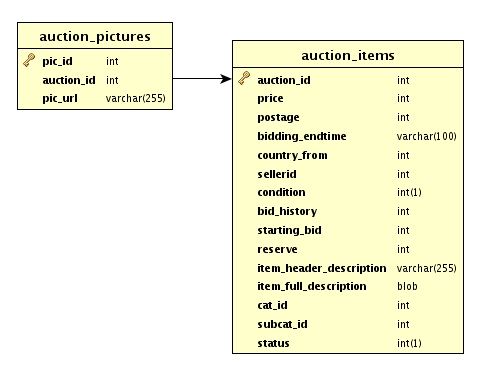 auction_pictures
pic_id int
auction_id int
pic_url varchar(255)
auction_items
auction_id int
price int
postage int
bidding_endtime varchar(100)
country_from int
sellerid int
condition int(1)
bid_history int
starting_bid int
reserve int
item_header_description varchar(255)
item_full_description blob
cat_id int
subcat_id int
status int(1)